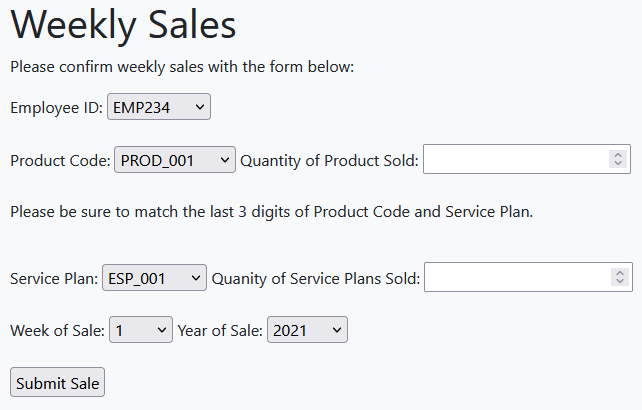 Weekly Sales
Please confirm weekly sales with the form below:
Employee ID: EMP234
Product Code: PROD_001 Quantity of Product Sold:
Please be sure to match the last 3 digits of Product Code and Service Plan.
Service Plan: ESP_001 Quanity of Service Plans Sold:
Week of Sale: 1 Year of Sale: 2021
Submit Sale